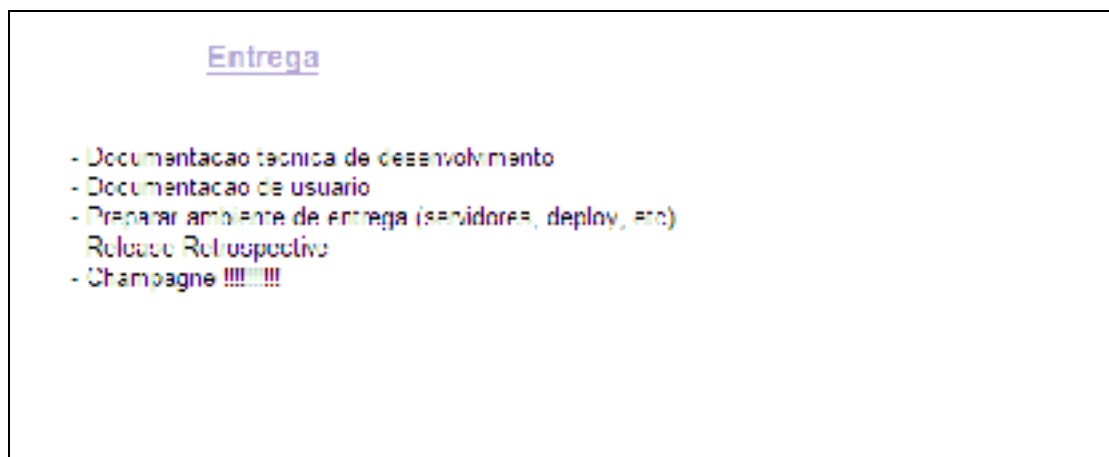 Entrega
- Documentacao tecnica de desenvolvimento
- Documentacao de usuario
- Preparar ambiente de entrega (servidores, deploy, etc)
Release Retrospective
- Champagne !!!!!!!!!!